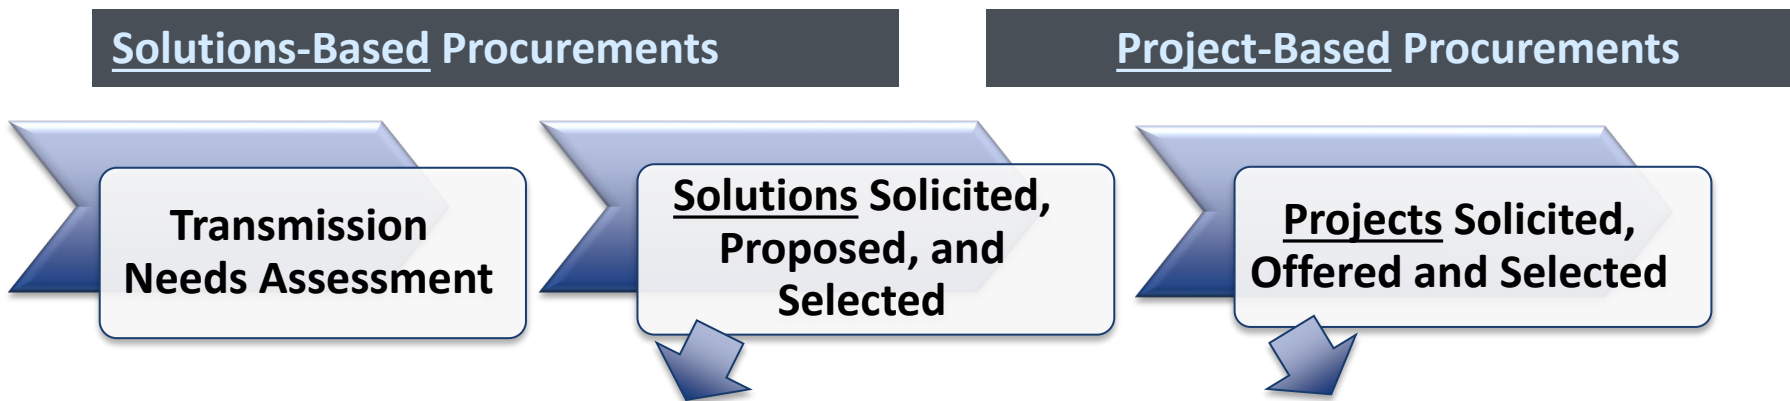 Solutions-Based Procurements
Project-Based Procurements
Transmission
Needs Assessment
Solutions Solicited,
Proposed, and
Selected
Projects Solicited,
Offered and Selected